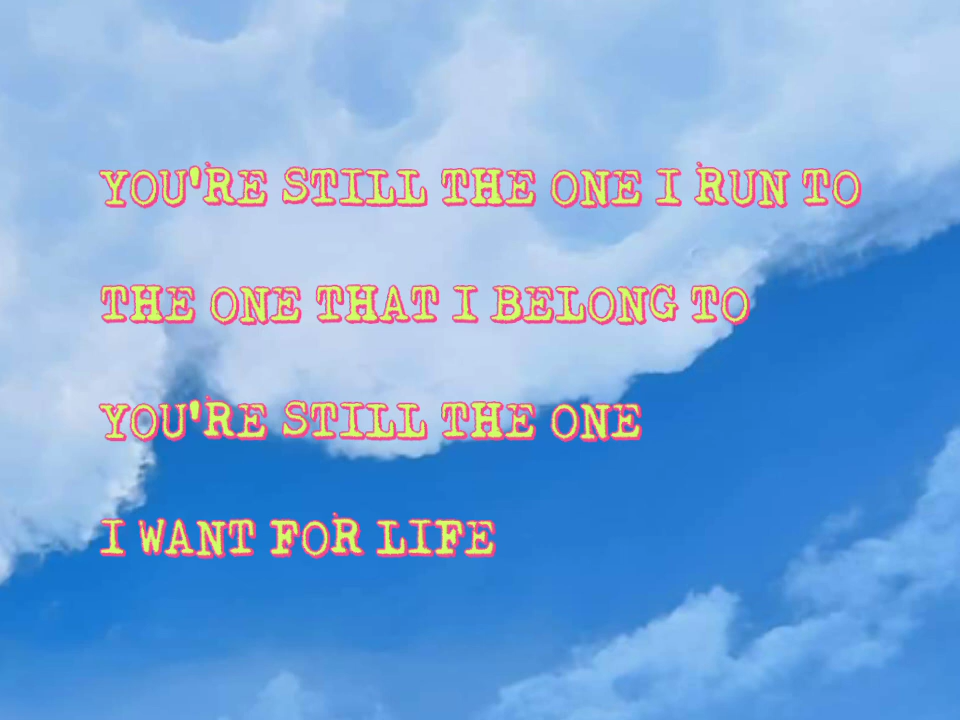 YOU'RE STILL THE ONE I RUN TO
THE ONE THAT I BELONG TO
YOU'RE STILL THE ONE
I WANT FOR LIFE